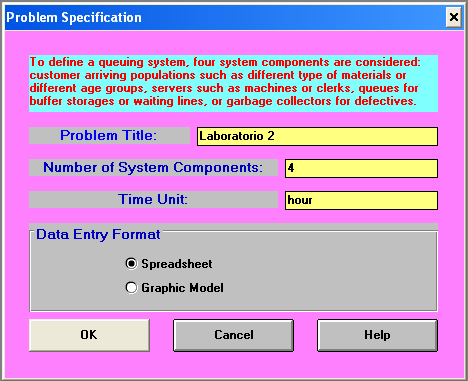 Problem Specification
To define a queuing system, four system components are considered:
customer arriving populations such as different type of materials or
different age groups, servers such as machines or clerks, queues for
buffer storages or waiting lines, or garbage collectors for defectives.
Problem Title: Laboratorio 2
Number of System Components: 4
Time Unit: hour
Data Entry Format
Spreadsheet
Graphic Model
OK Cancel Help